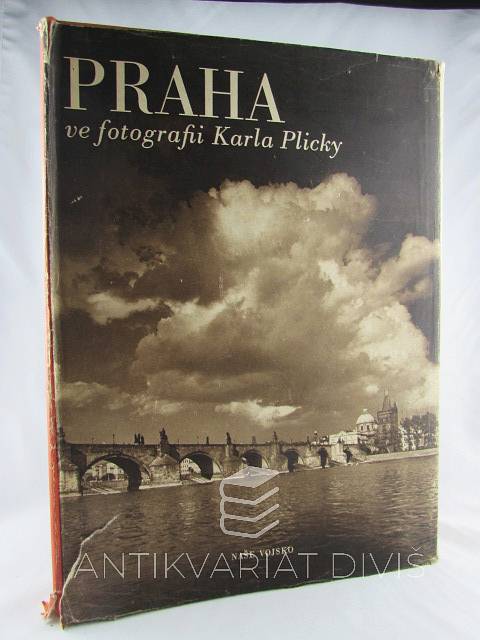 PRAHA
ve fotografii Karla Plicky
NAŠE VOJSKO
ANTIKVARIÁT DIVIŠ